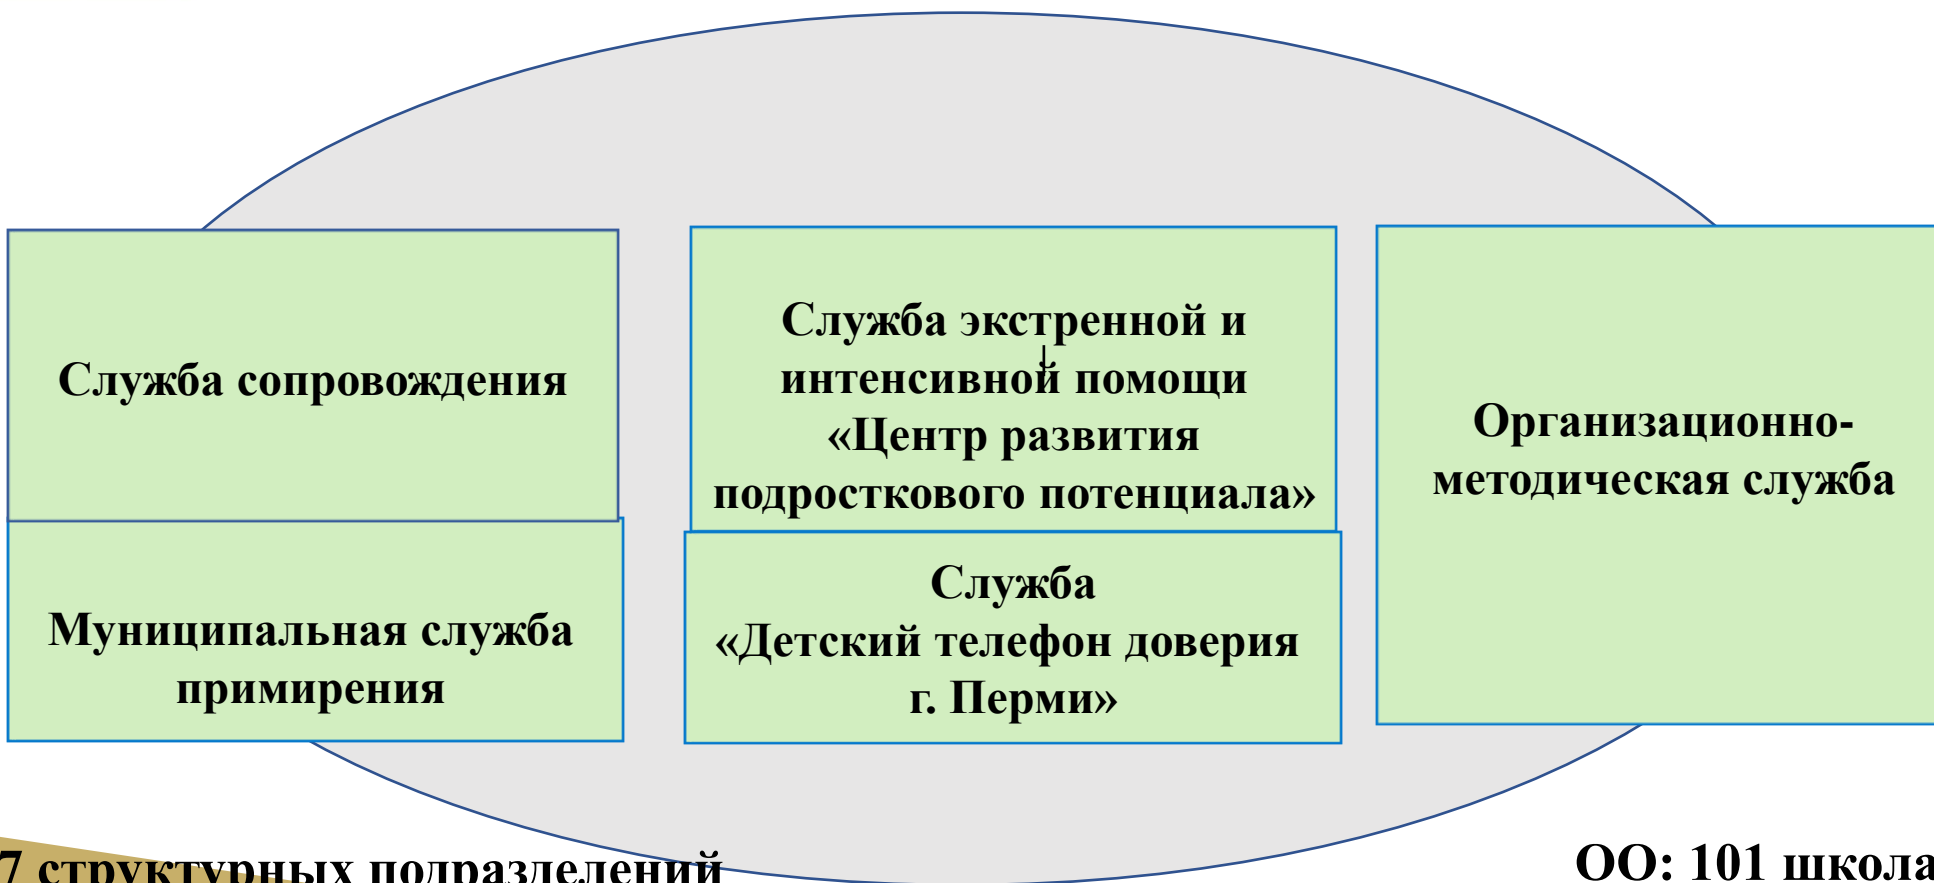 Служба сопровождения
Муниципальная служба
примирения
Служба экстренной и
интенсивной помощи
«Центр развития
подросткового потенциала»
Служба
«Детский телефон доверия
г. Перми»
Организационно-
методическая служба
7 структурных подразделений
ОО: 101 школа